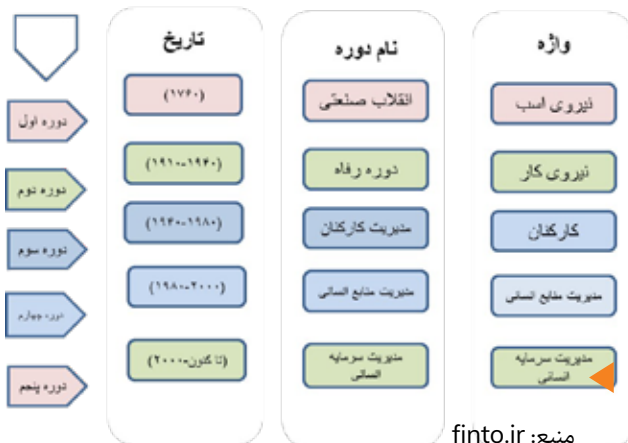 واژه
نام دوره
تاریخ
نیروی اسب
انقلاب صنعتی
(۱۷۶۰)
دوره اول
نیروی کار
دوره رفاه
(۱۹۱۰-۱۹۴۰)
دوره دوم
کارکنان
مدیریت کارکنان
(۱۹۴۰-۱۹۸۰)
دوره سوم
مدیریت منابع انسانی
مدیریت منابع انسانی
(۱۹۸۰-۲۰۰۰)
دوره چهارم
مدیریت سرمایه
انسانی
مدیریت سرمایه
انسانی
(تا کنون-۲۰۰۰)
دوره پنجم
منبع: finto.ir